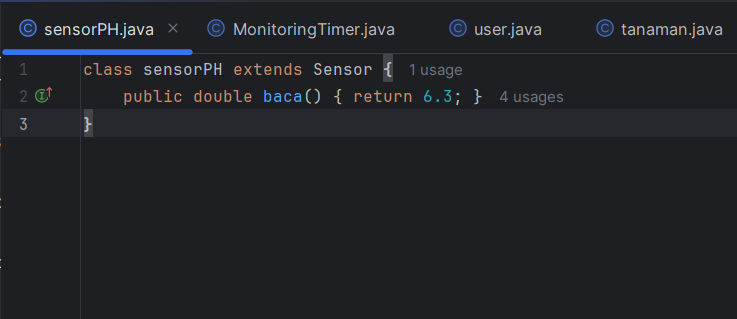 sensorPH.java MonitoringTimer.java user.java tanaman.java
1 class sensorPH extends Sensor { 1 usage
2 public double baca() { return 6.3; } 4 usages
3 }